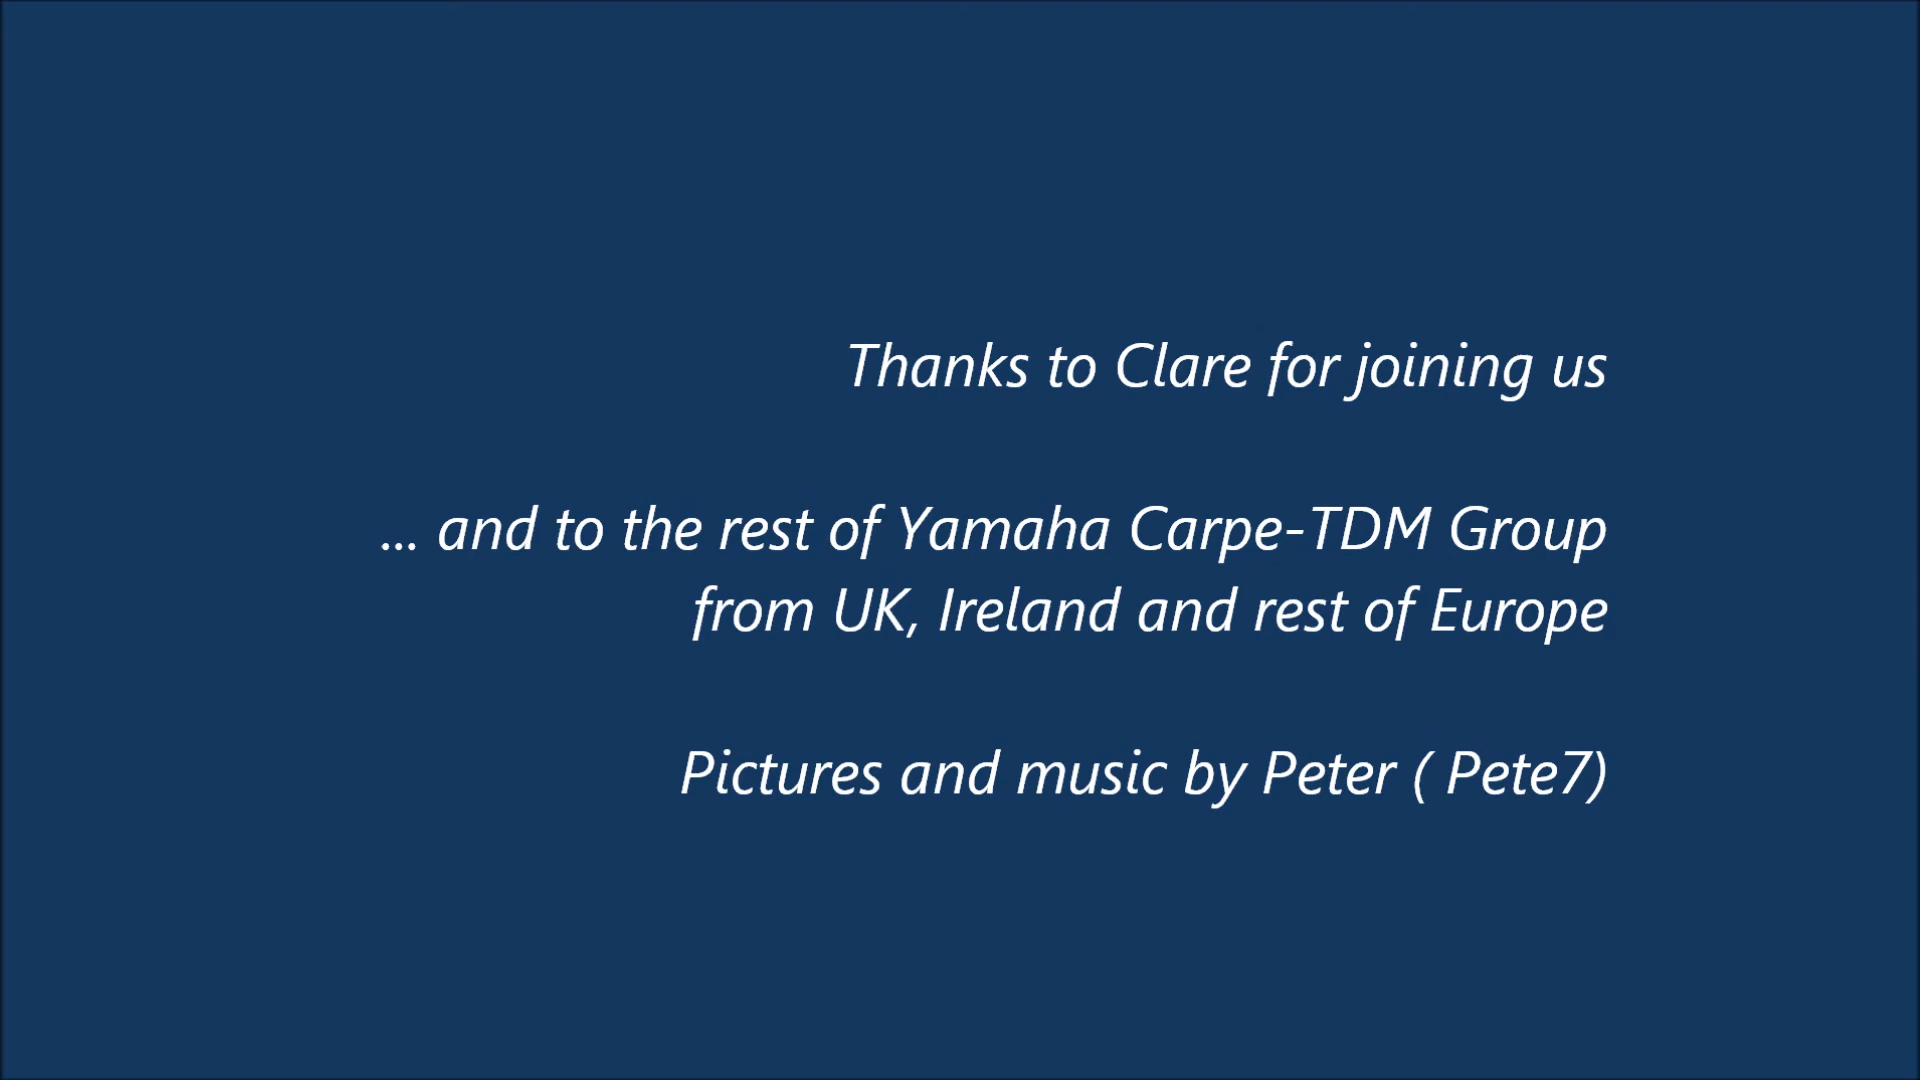 Thanks to Clare for joining us
... and to the rest of Yamaha Carpe-TDM Group
from UK, Ireland and rest of Europe
Pictures and music by Peter ( Pete7)